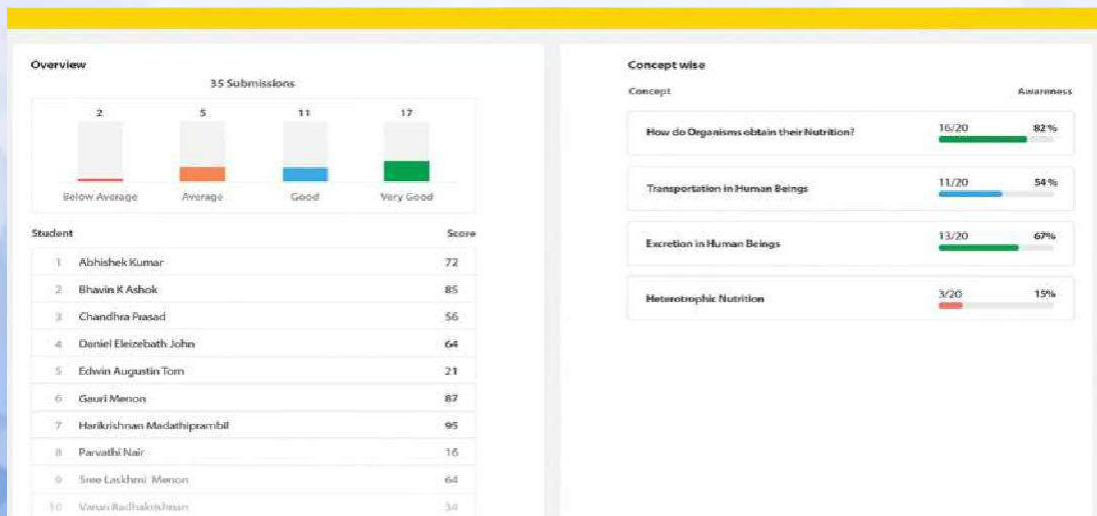 Overview
35 Submissions
2 5 11 17
Below Average Average Good Very Good
Student Score
1 Abhishek Kumar 72
2 Bhavin K Ashok 85
3 Chandhra Prasad 56
4 Daniel Eleizebath John 64
5 Edwin Augustin Tom 21
6 Gauri Menon 87
7 Harikrishnan Madathiprambil 95
8 Parvathi Nair 16
9 Sree Laskhmi Menon 64
10 Varun Radhakrishnan 34
Concept wise
Concept Awareness
How do Organisms obtain their Nutrition? 16/20 82%
Transportation in Human Beings 11/20 54%
Excretion in Human Beings 13/20 67%
Heterotrophic Nutrition 3/20 15%